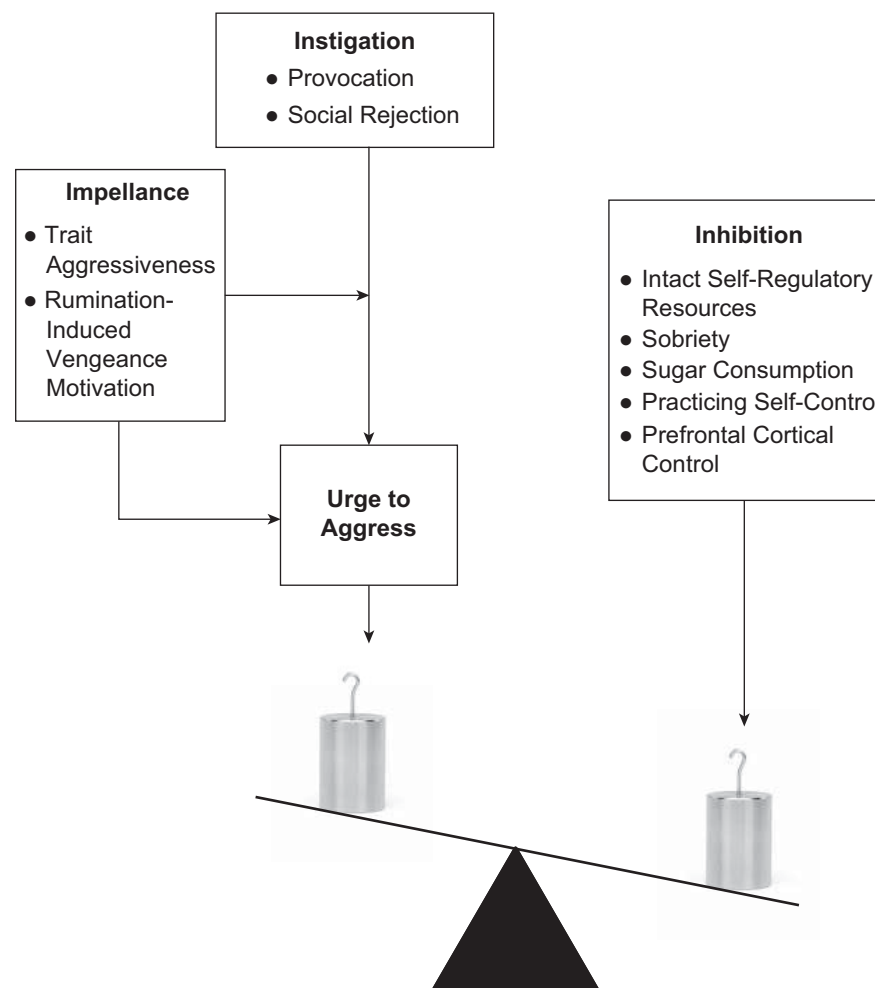 Instigation
● Provocation
● Social Rejection
Impellance
● Trait
Aggressiveness
● Rumination-
Induced
Vengeance
Motivation
Inhibition
● Intact Self-Regulatory
Resources
● Sobriety
● Sugar Consumption
● Practicing Self-Contro
● Prefrontal Cortical
Control
Urge to
Aggress